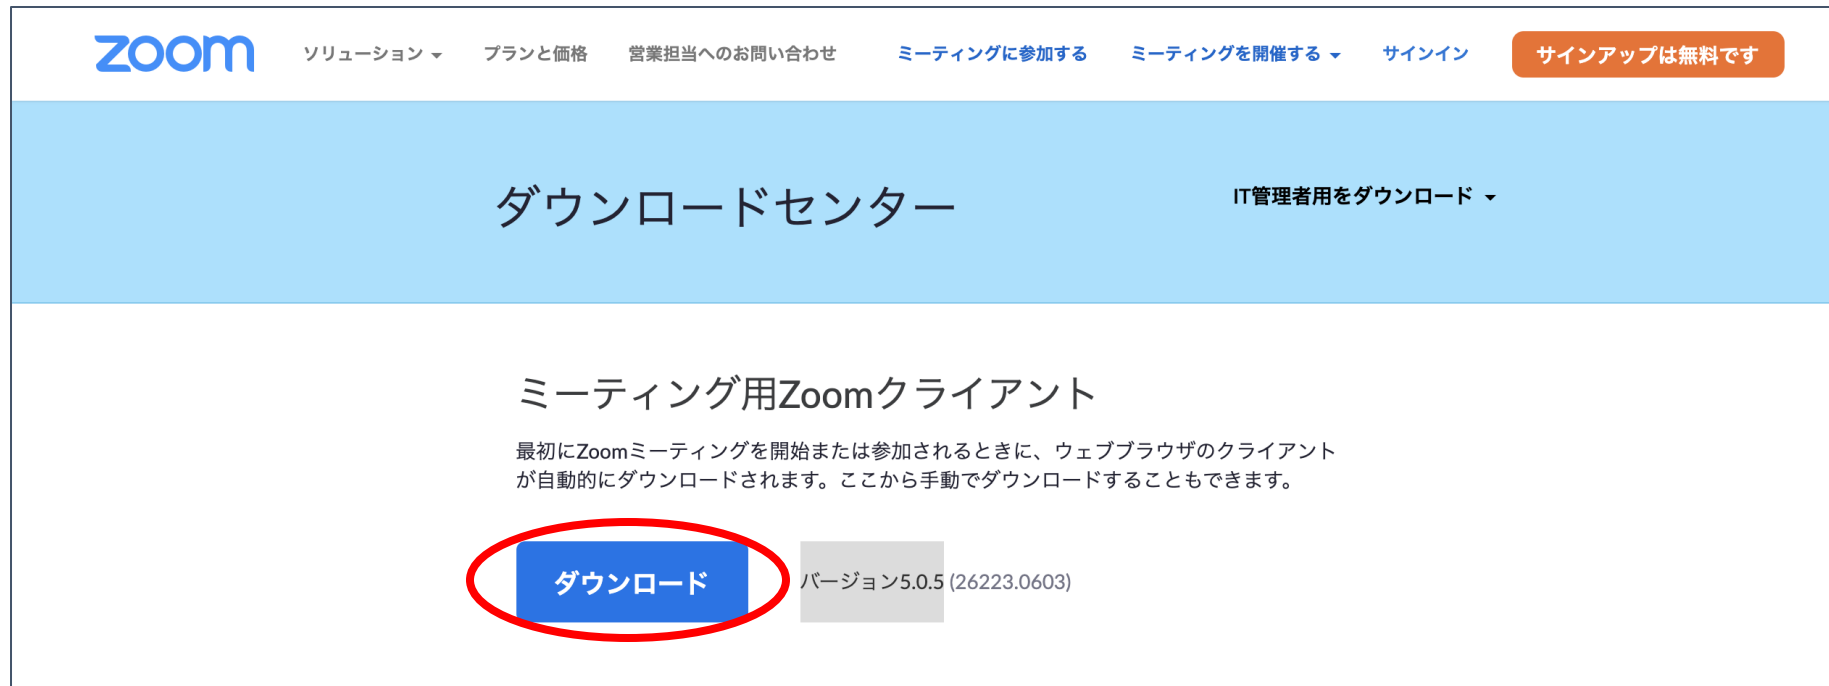 zoom ソリューション プランと価格 営業担当へのお問い合わせ ミーティングに参加する ミーティングを開催する サインイン サインアップは無料です
ダウンロードセンター
IT管理者用をダウンロード
ミーティング用Zoomクライアント
最初にZoomミーティングを開始または参加されるときに、ウェブブラウザのクライアント
が自動的にダウンロードされます。ここから手動でダウンロードすることもできます。
ダウンロード バージョン5.0.5 (26223.0603)